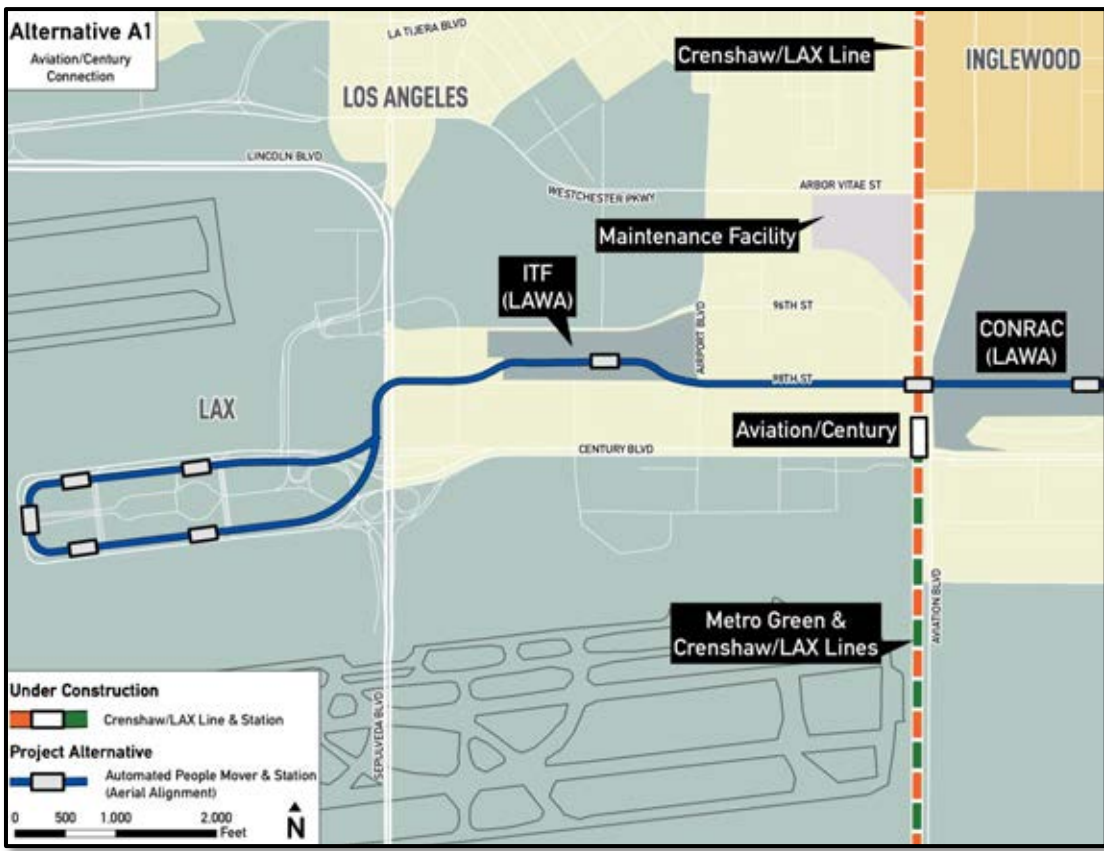 Alternative A1
Aviation/Century
Connection
LA TIJERA BLVD
Crenshaw/LAX Line
INGLEWOOD
LOS ANGELES
LINCOLN BLVD
WESTCHESTER PKWY
ARBOR VITAE ST
Maintenance Facility
ITF
(LAWA)
96TH ST
AIRPORT BLVD
CONRAC
(LAWA)
98TH ST
LAX
Aviation/Century
CENTURY BLVD
AVIATION BLVD
Metro Green &
Crenshaw/LAX Lines
SEPULVEDA BLVD
Under Construction
Crenshaw/LAX Line & Station
Project Alternative
Automated People Mover & Station
(Aerial Alignment)
0 500 1,000 2,000
Feet
N